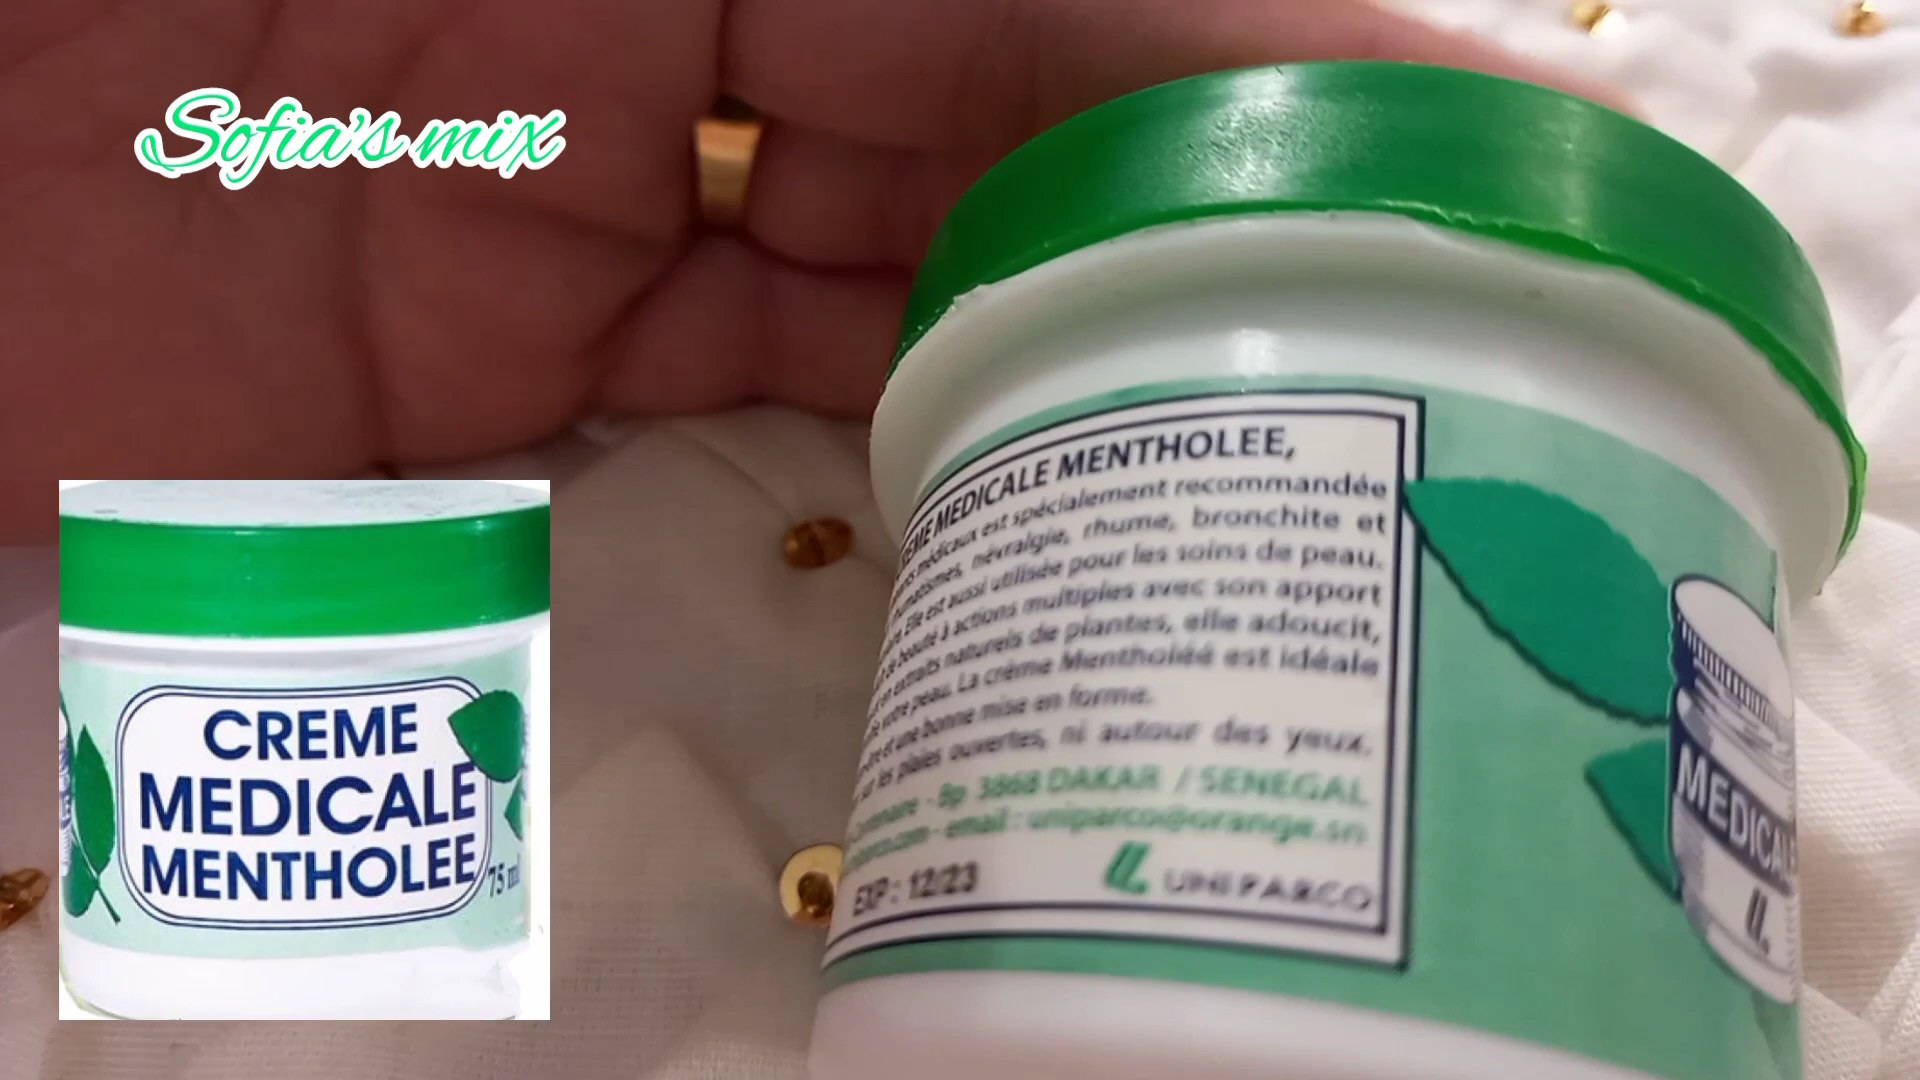 Sofia's mix
CREME
MEDICALE
MENTHOLEE
75 ml
MEDICALE MENTHOLEE,
médicaux est spécialement recommandée
névralgie, rhume, bronchite et
Elle est aussi utilisée pour les soins de peau.
de beauté à actions multiples avec son apport
en extraits naturels de plantes, elle adoucit,
votre peau. La crème Mentholéé est idéale
et une bonne mise en forme.
sur les plaies ouvertes, ni autour des yeux.
- Bp 3868 DAKAR / SENEGAL
- email : uniparco@orange.sn
EXP : 12/23 UNIPARCO
MEDICAL